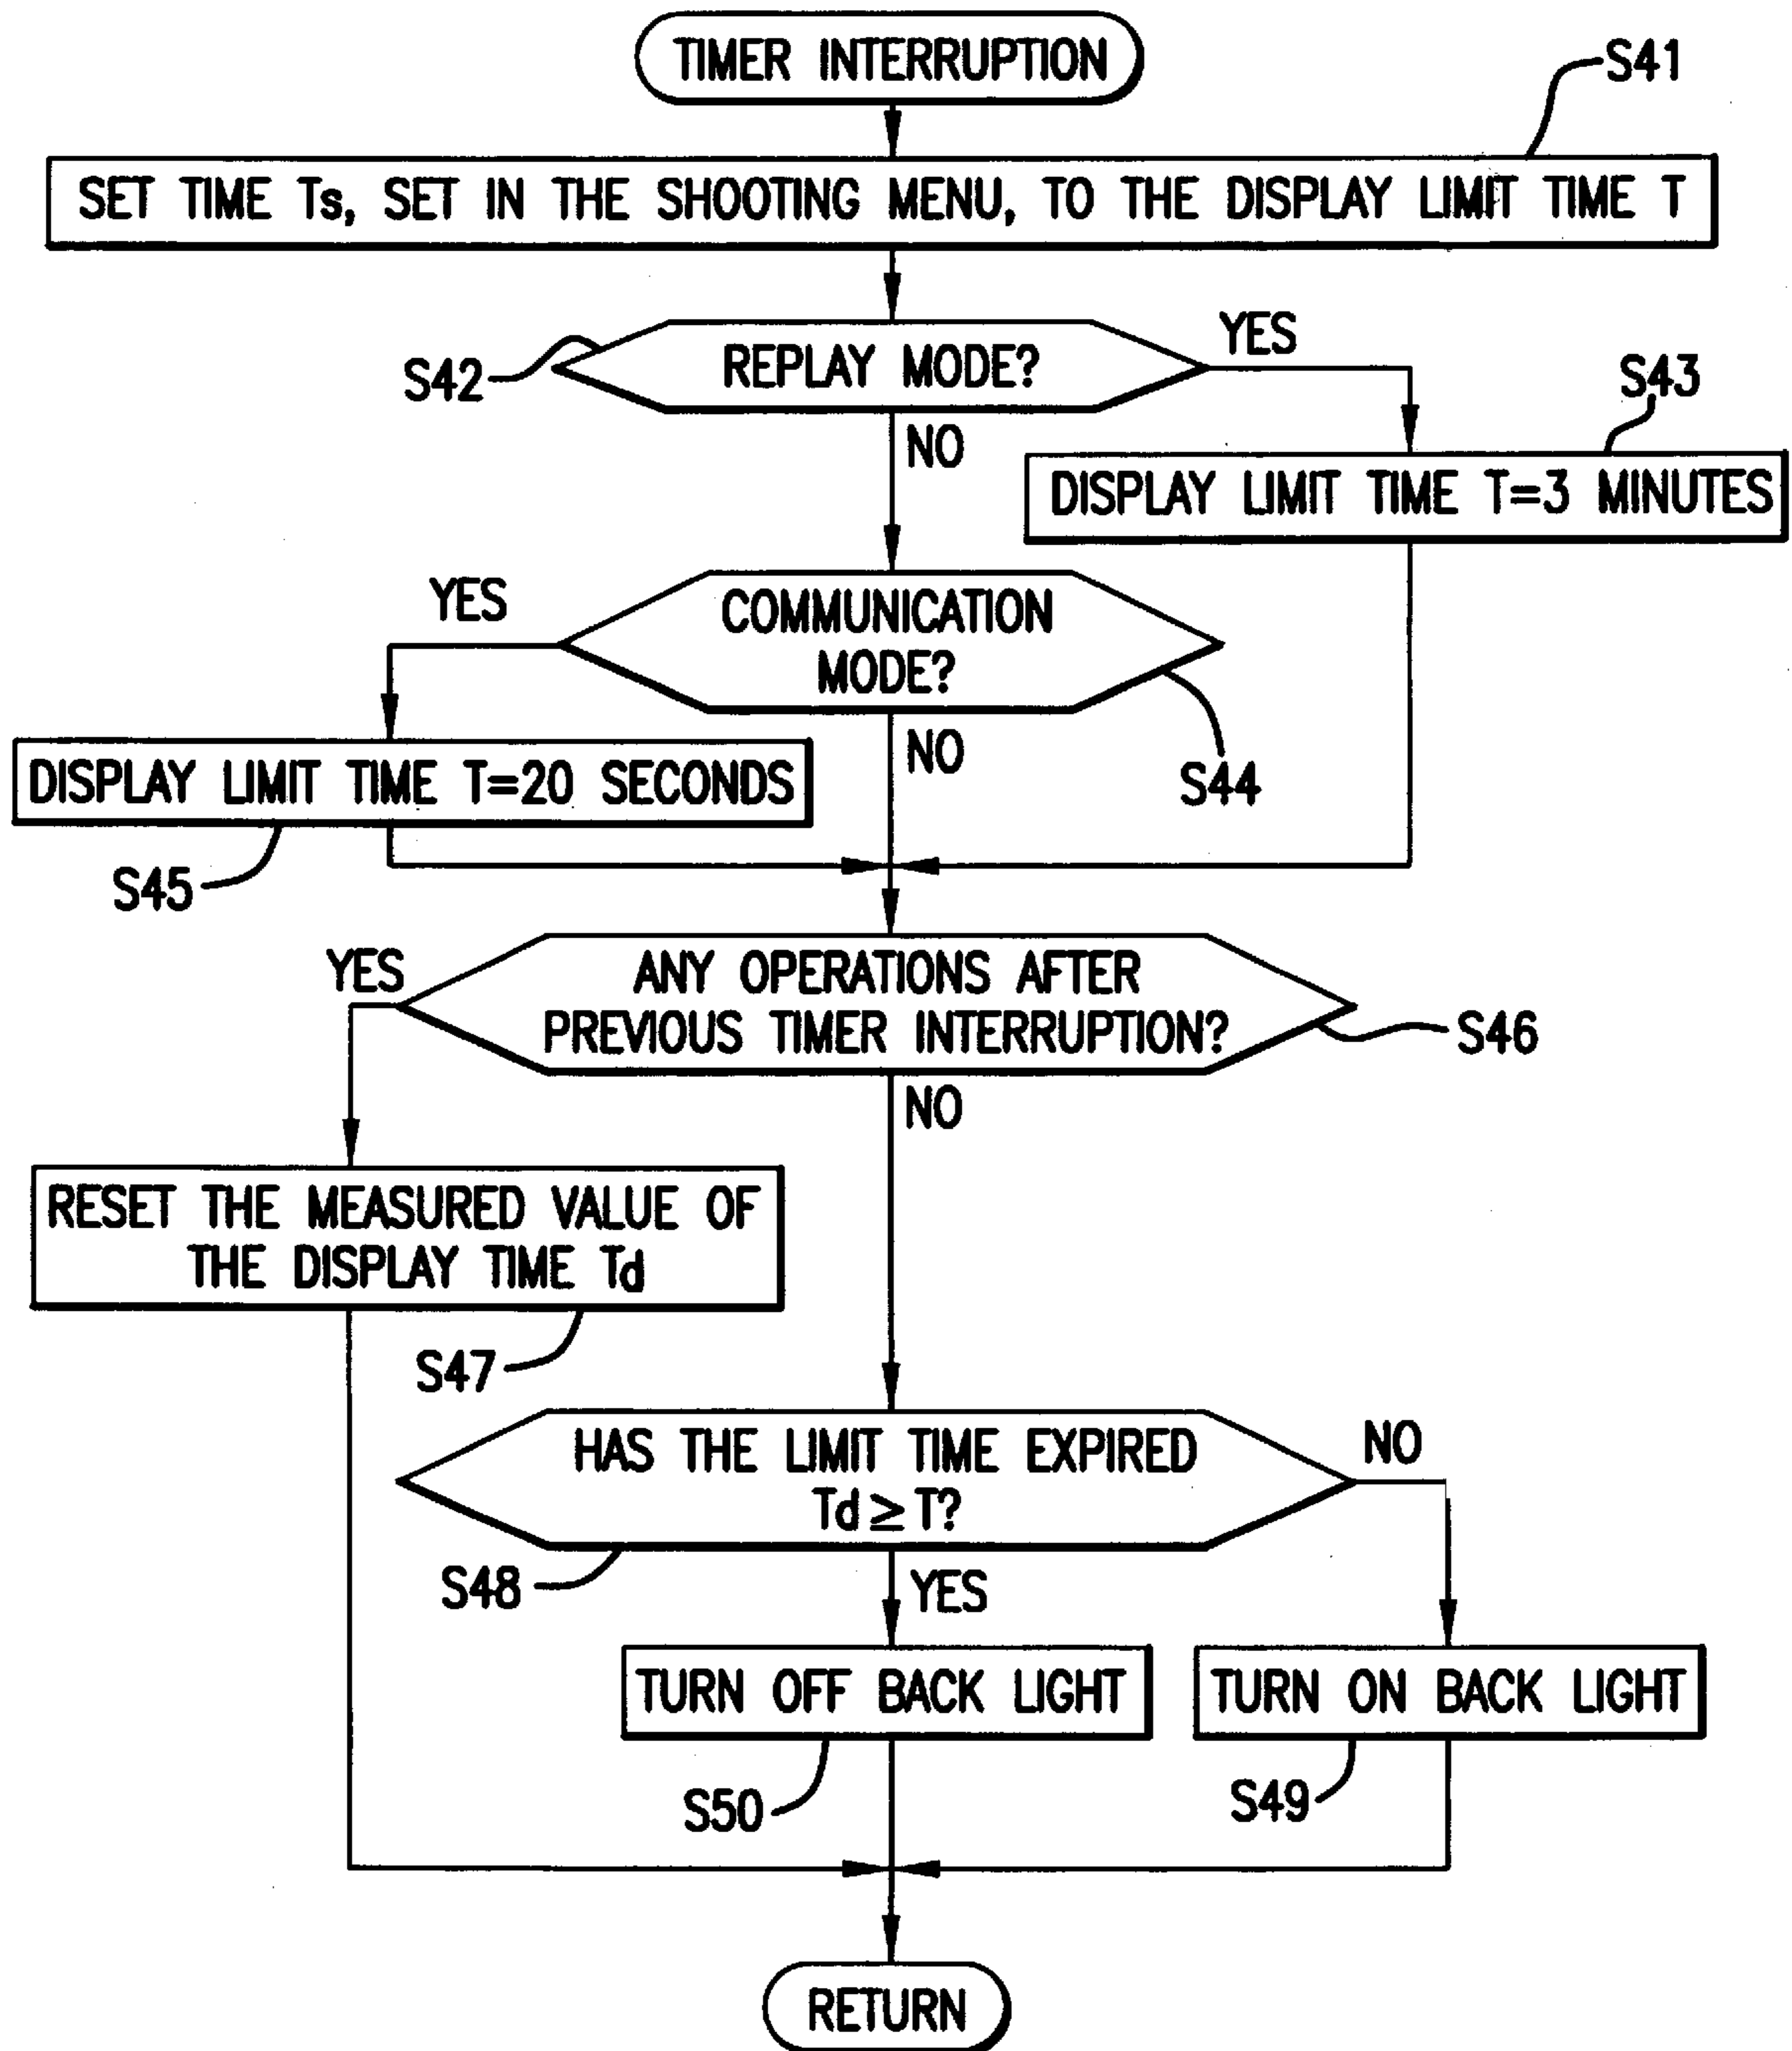 TIMER INTERRUPTION
S41
SET TIME Ts, SET IN THE SHOOTING MENU, TO THE DISPLAY LIMIT TIME T
S42
REPLAY MODE?
YES
NO
S43
DISPLAY LIMIT TIME T=3 MINUTES
YES
COMMUNICATION
MODE?
NO
S44
DISPLAY LIMIT TIME T=20 SECONDS
S45
YES
ANY OPERATIONS AFTER
PREVIOUS TIMER INTERRUPTION?
S46
NO
RESET THE MEASURED VALUE OF
THE DISPLAY TIME Td
S47
HAS THE LIMIT TIME EXPIRED
Td ≥ T?
NO
S48
YES
TURN OFF BACK LIGHT
TURN ON BACK LIGHT
S50
S49
RETURN